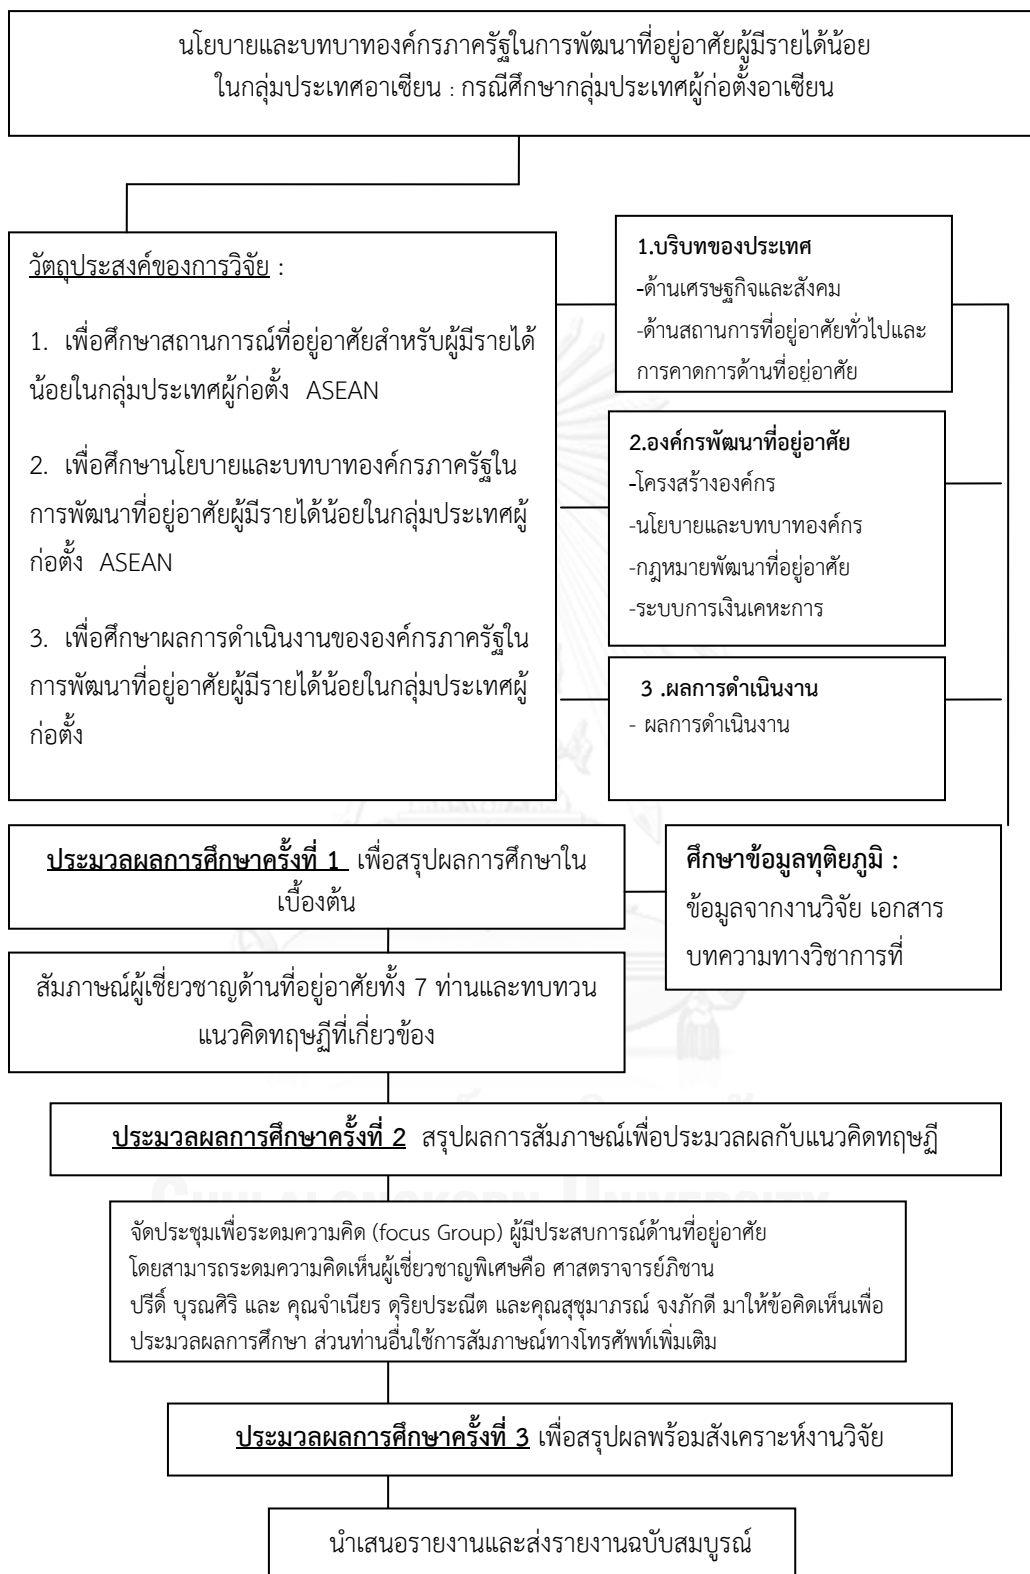 นโยบายและบทบาทองค์กรภาครัฐในการพัฒนาที่อยู่อาศัยผู้มีรายได้น้อย
ในกลุ่มประเทศอาเซียน : กรณีศึกษากลุ่มประเทศผู้ก่อตั้งอาเซียน
วัตถุประสงค์ของการวิจัย :
1. เพื่อศึกษาสถานการณ์ที่อยู่อาศัยสำหรับผู้มีรายได้
น้อยในกลุ่มประเทศผู้ก่อตั้ง ASEAN
2. เพื่อศึกษานโยบายและบทบาทองค์กรภาครัฐใน
การพัฒนาที่อยู่อาศัยผู้มีรายได้น้อยในกลุ่มประเทศผู้
ก่อตั้ง ASEAN
3. เพื่อศึกษาผลการดำเนินงานขององค์กรภาครัฐใน
การพัฒนาที่อยู่อาศัยผู้มีรายได้น้อยในกลุ่มประเทศผู้
ก่อตั้ง
1.บริบทของประเทศ
-ด้านเศรษฐกิจและสังคม
-ด้านสถานการที่อยู่อาศัยทั่วไปและ
การคาดการด้านที่อยู่อาศัย
2.องค์กรพัฒนาที่อยู่อาศัย
-โครงสร้างองค์กร
-นโยบายและบทบาทองค์กร
-กฎหมายพัฒนาที่อยู่อาศัย
-ระบบการเงินเคหะการ
3 .ผลการดำเนินงาน
- ผลการดำเนินงาน
ประมวลผลการศึกษาครั้งที่ 1 เพื่อสรุปผลการศึกษาใน
เบื้องต้น
ศึกษาข้อมูลทุติยภูมิ :
ข้อมูลจากงานวิจัย เอกสาร
บทความทางวิชาการที่
สัมภาษณ์ผู้เชี่ยวชาญด้านที่อยู่อาศัยทั้ง 7 ท่านและทบทวน
แนวคิดทฤษฎีที่เกี่ยวข้อง
ประมวลผลการศึกษาครั้งที่ 2 สรุปผลการสัมภาษณ์เพื่อประมวลผลกับแนวคิดทฤษฎี
CHULALONGKORN UNIVERSITY
จัดประชุมเพื่อระดมความคิด (focus Group) ผู้มีประสบการณ์ด้านที่อยู่อาศัย
โดยสามารถระดมความคิดเห็นผู้เชี่ยวชาญพิเศษคือ ศาสตราจารย์ภิชาน
ปรีดิ์ บุรณศิริ และ คุณจำเนียร ดุริยประณีต และคุณสุชุมาภรณ์ จงภักดี มาให้ข้อคิดเห็นเพื่อ
ประมวลผลการศึกษา ส่วนท่านอื่นใช้การสัมภาษณ์ทางโทรศัพท์เพิ่มเติม
ประมวลผลการศึกษาครั้งที่ 3 เพื่อสรุปผลพร้อมสังเคราะห์งานวิจัย
นำเสนอรายงานและส่งรายงานฉบับสมบูรณ์